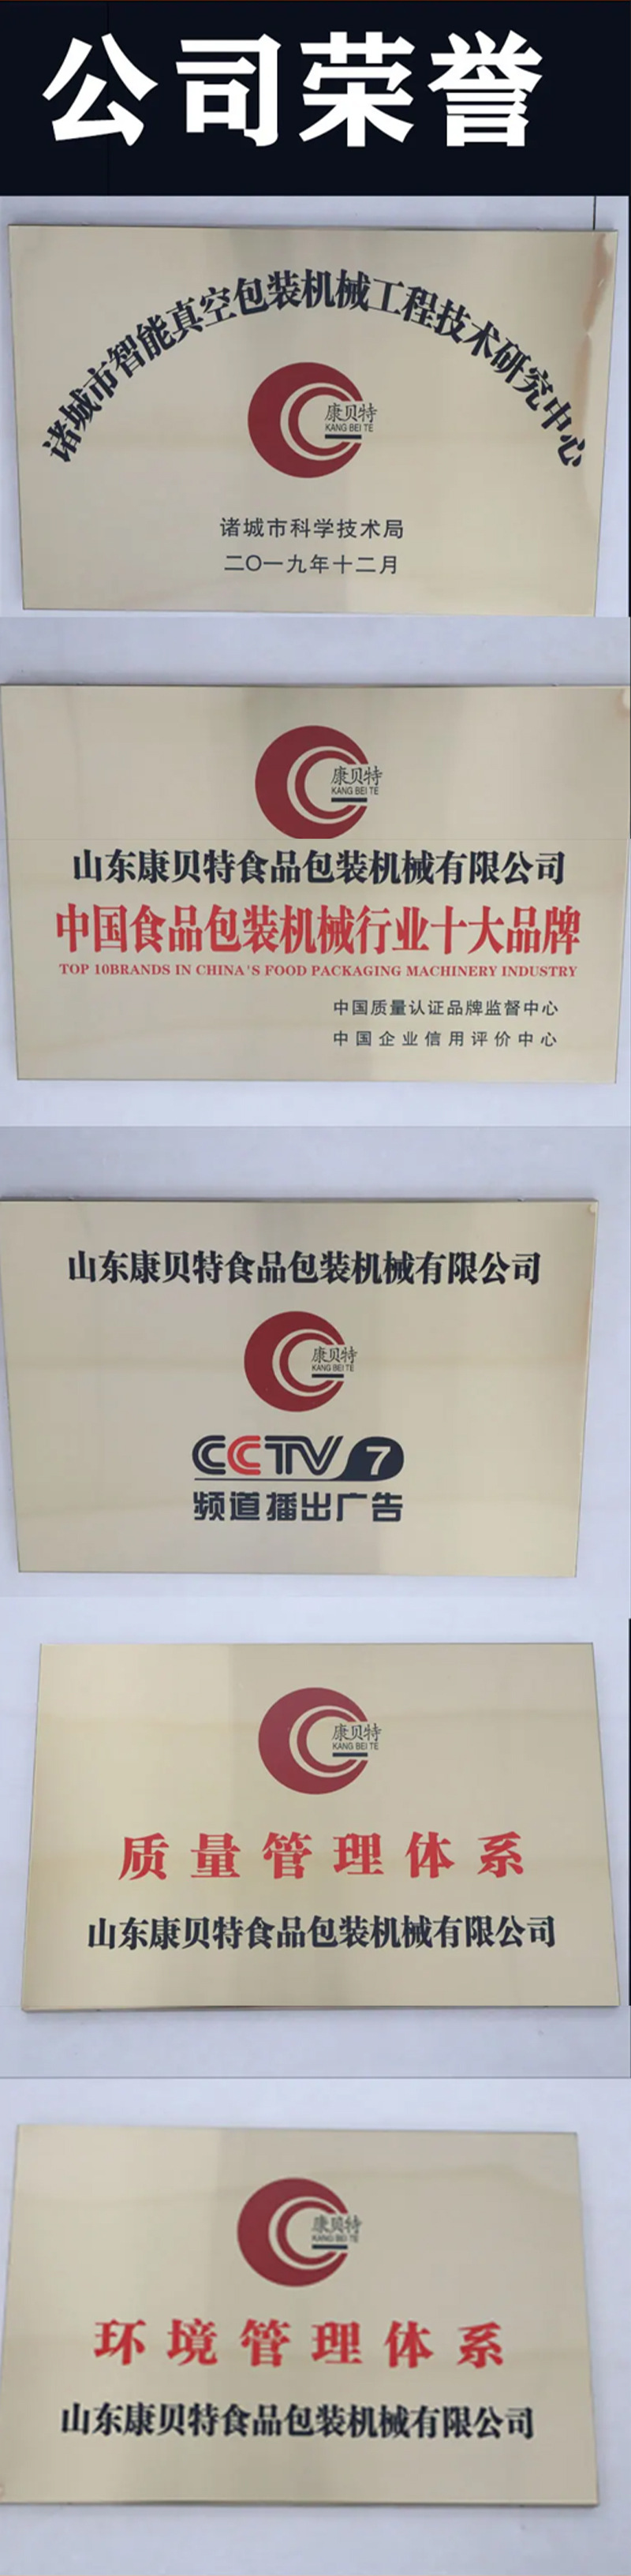 公司荣誉
诸城市智能真空包装机械工程技术研究中心
康贝特
KANG BEI TE
诸城市科学技术局
二〇一九年十二月
康贝特
KANG BEI TE
山东康贝特食品包装机械有限公司
中国食品包装机械行业十大品牌
TOP 10BRANDS IN CHINA'S FOOD PACKAGING MACHINERY INDUSTRY
中国质量认证品牌监督中心
中国企业信用评价中心
山东康贝特食品包装机械有限公司
康贝特
KANG BEI TE
CCTV 7
频道播出广告
康贝特
KANG BEI TE
质量管理体系
山东康贝特食品包装机械有限公司
康贝特
KANG BEI TE
环境管理体系
山东康贝特食品包装机械有限公司